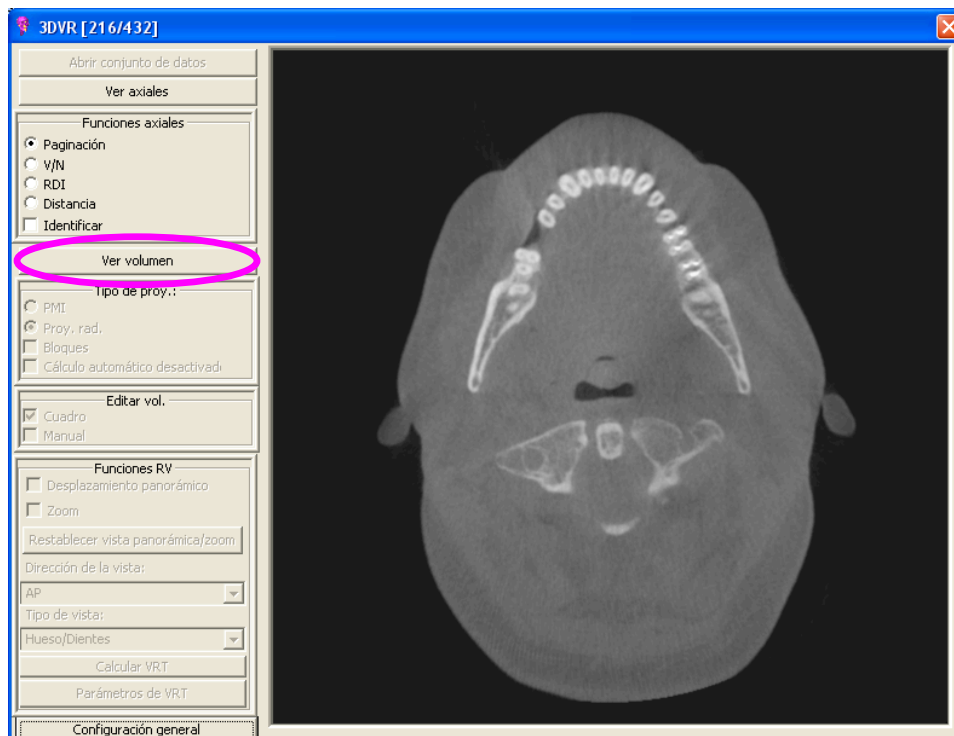 3DVR [216/432]
Abrir conjunto de datos
Ver axiales
Funciones axiales
Paginación
V/N
RDI
Distancia
Identificar
Ver volumen
Tipo de proy.:
PMI
Proy. rad.
Bloques
Cálculo automático desactivad
Editar vol.
Cuadro
Manual
Funciones RV
Desplazamiento panorámico
Zoom
Restablecer vista panorámica/zoom
Dirección de la vista:
AP
Tipo de vista:
Hueso/Dientes
Calcular VRT
Parámetros de VRT
Configuración general